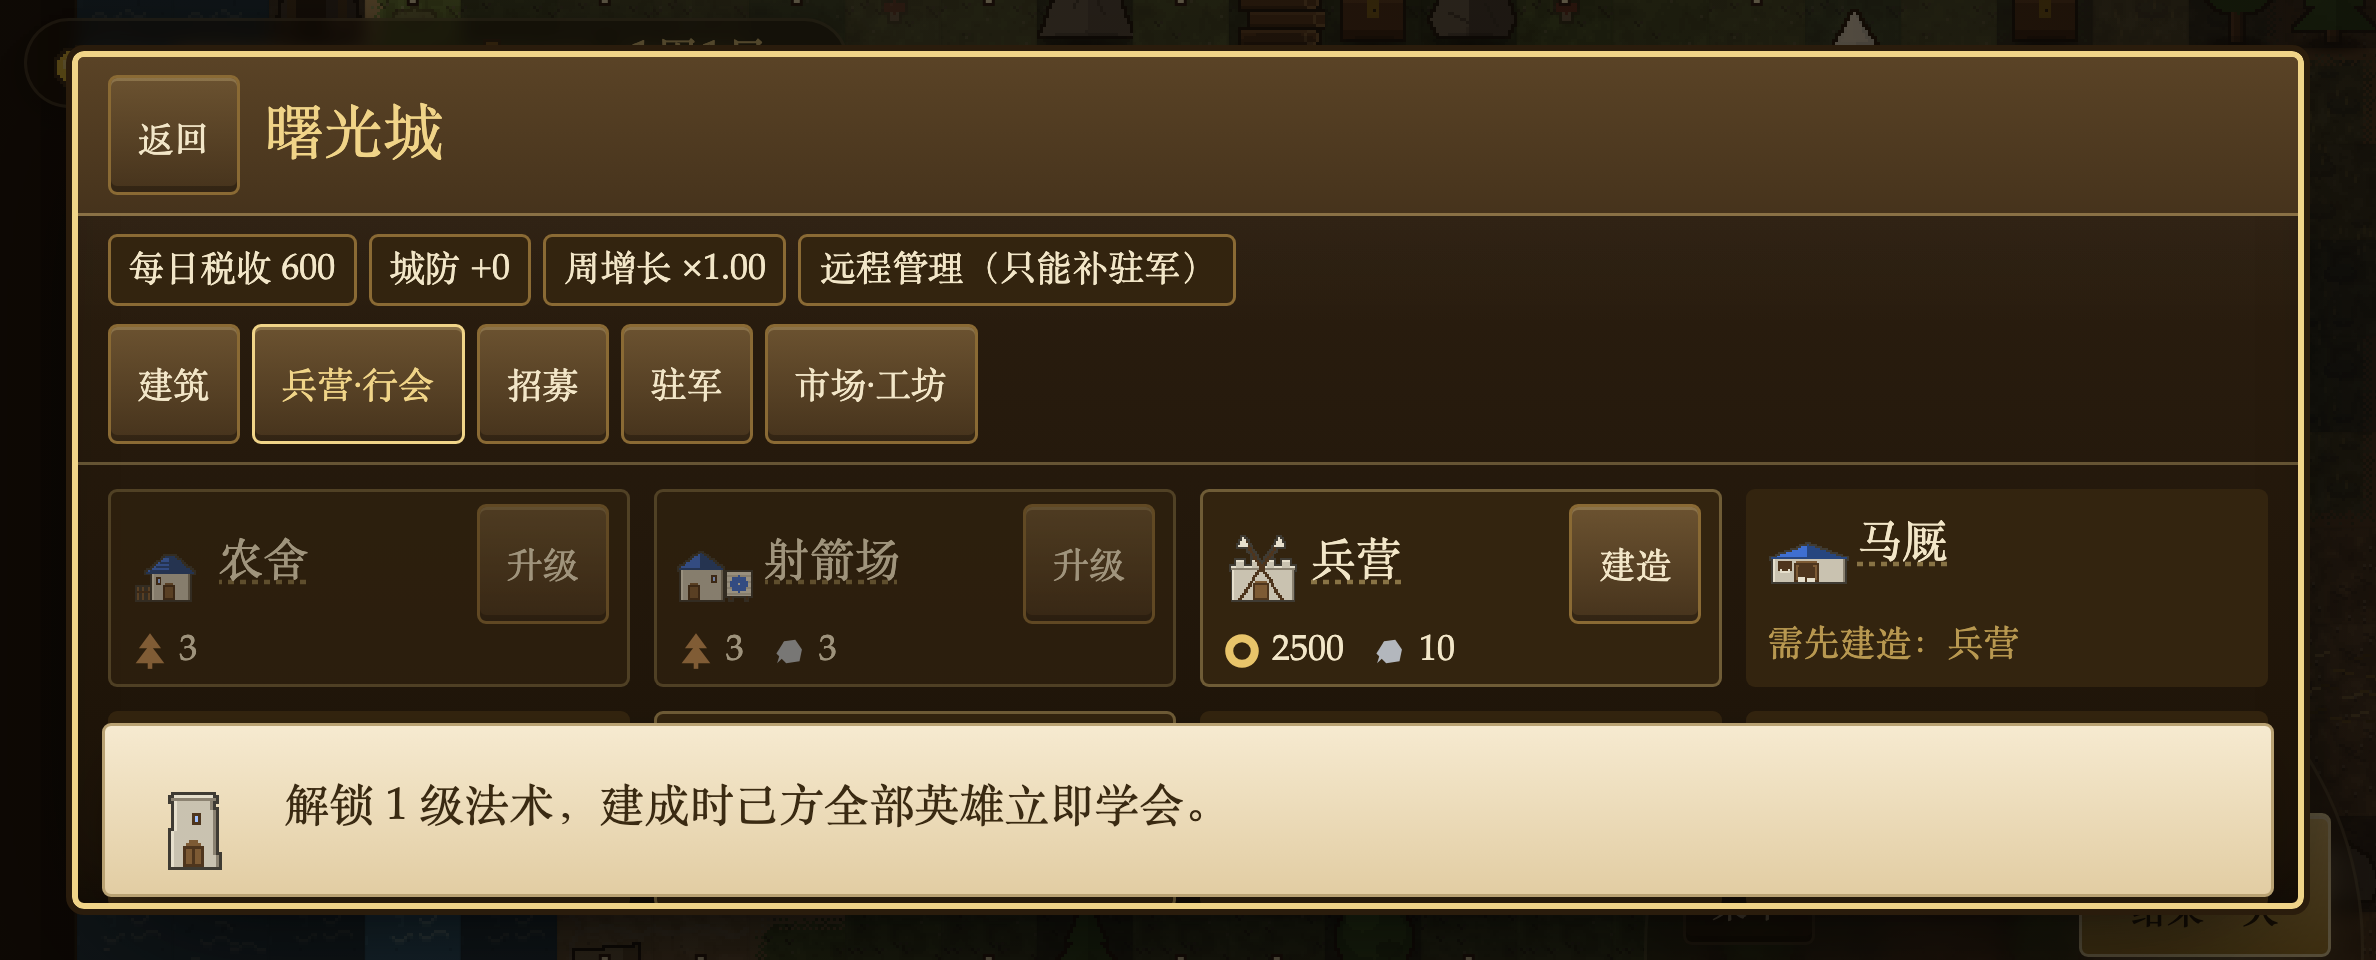 返回 曙光城
每日税收 600 城防 +0 周增长 ×1.00 远程管理（只能补驻军）
建筑 兵营·行会 招募 驻军 市场·工坊
农舍 升级 射箭场 升级 兵营 建造 马厩
3 3 3 2500 10 需先建造：兵营
解锁 1 级法术，建成时己方全部英雄立即学会。